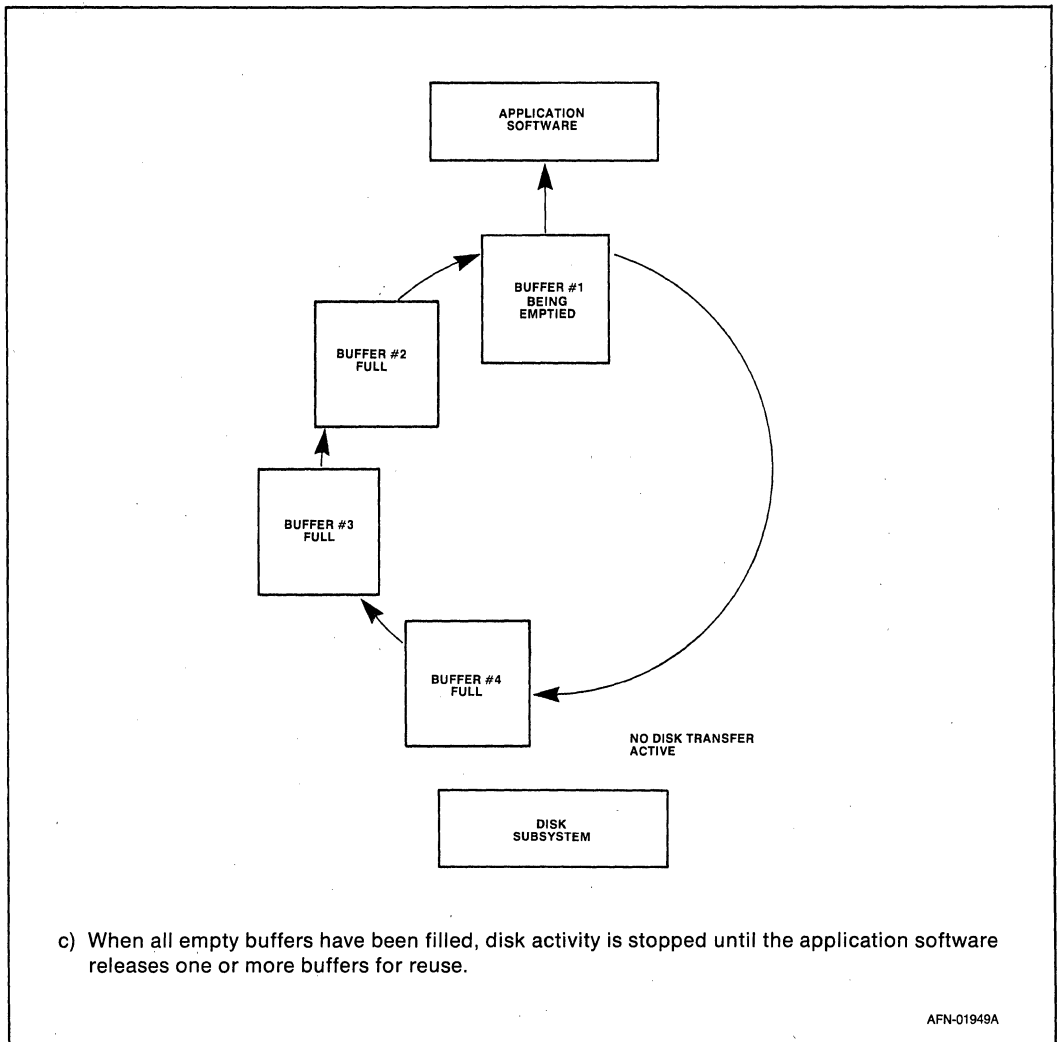 APPLICATION
SOFTWARE
BUFFER #1
BEING
EMPTIED
BUFFER #2
FULL
BUFFER #3
FULL
BUFFER #4
FULL
NO DISK TRANSFER
ACTIVE
DISK
SUBSYSTEM
c) When all empty buffers have been filled, disk activity is stopped until the application software
releases one or more buffers for reuse.
AFN-01949A